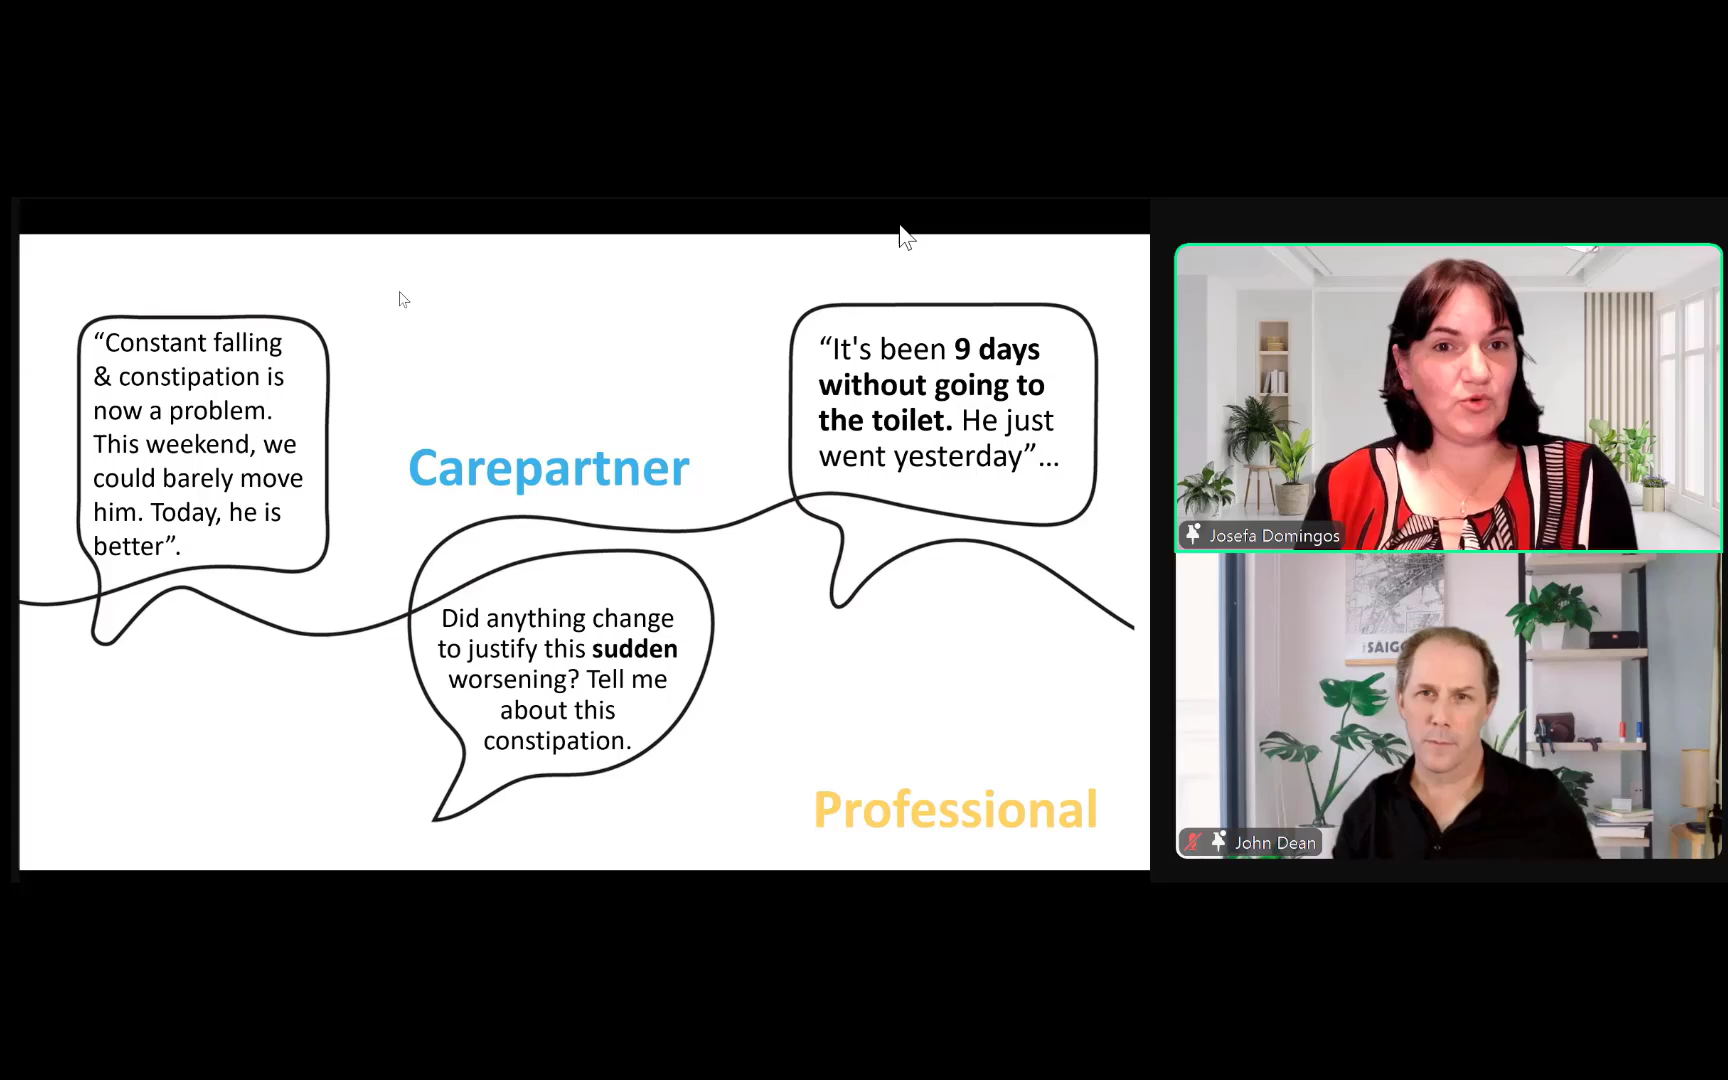 “Constant falling
& constipation is
now a problem.
This weekend, we
could barely move
him. Today, he is
better”.
Carepartner
Did anything change
to justify this sudden
worsening? Tell me
about this
constipation.
“It's been 9 days
without going to
the toilet. He just
went yesterday”...
Professional
Josefa Domingos
SAIGO
John Dean